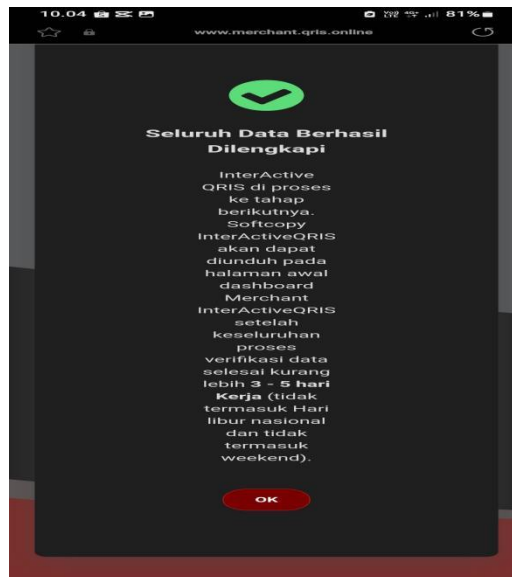 10.04
81%
www.merchant.qris.online
Seluruh Data Berhasil
Dilengkapi
InterActive
QRIS di proses
ke tahap
berikutnya.
Softcopy
InterActiveQRIS
akan dapat
diunduh pada
halaman awal
dashboard
Merchant
InterActiveQRIS
setelah
keseluruhan
proses
verifikasi data
selesai kurang
lebih 3 - 5 hari
Kerja (tidak
termasuk Hari
libur nasional
dan tidak
termasuk
weekend).
OK